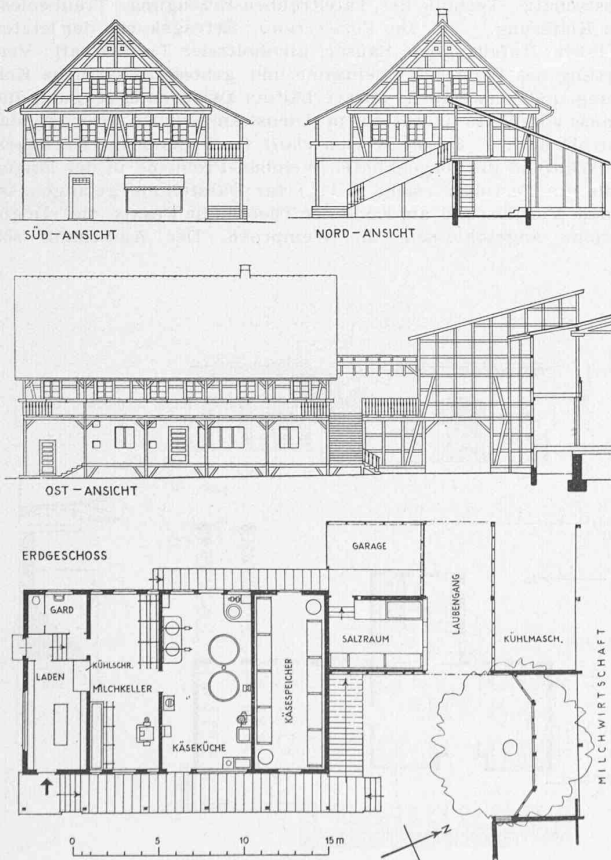 SÜD-ANSICHT
NORD-ANSICHT
OST-ANSICHT
ERDGESCHOSS
GARAGE
LAUBENGANG
GARD
SALZRAUM
KÜHLMASCH.
LADEN
KÜHLSCHR.
MILCHKELLER
KÄSEKÜCHE
KÄSESPEICHER
MILCHWIRTSCHAFT
0 5 10 15 m
N